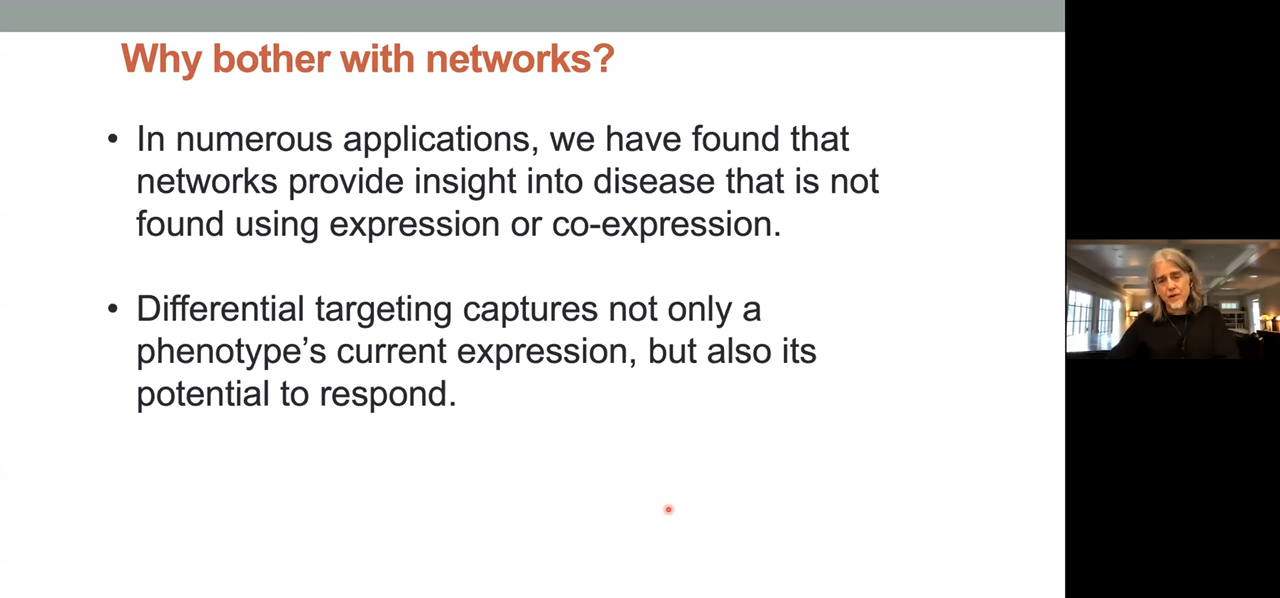 Why bother with networks?
• In numerous applications, we have found that
networks provide insight into disease that is not
found using expression or co-expression.
• Differential targeting captures not only a
phenotype’s current expression, but also its
potential to respond.